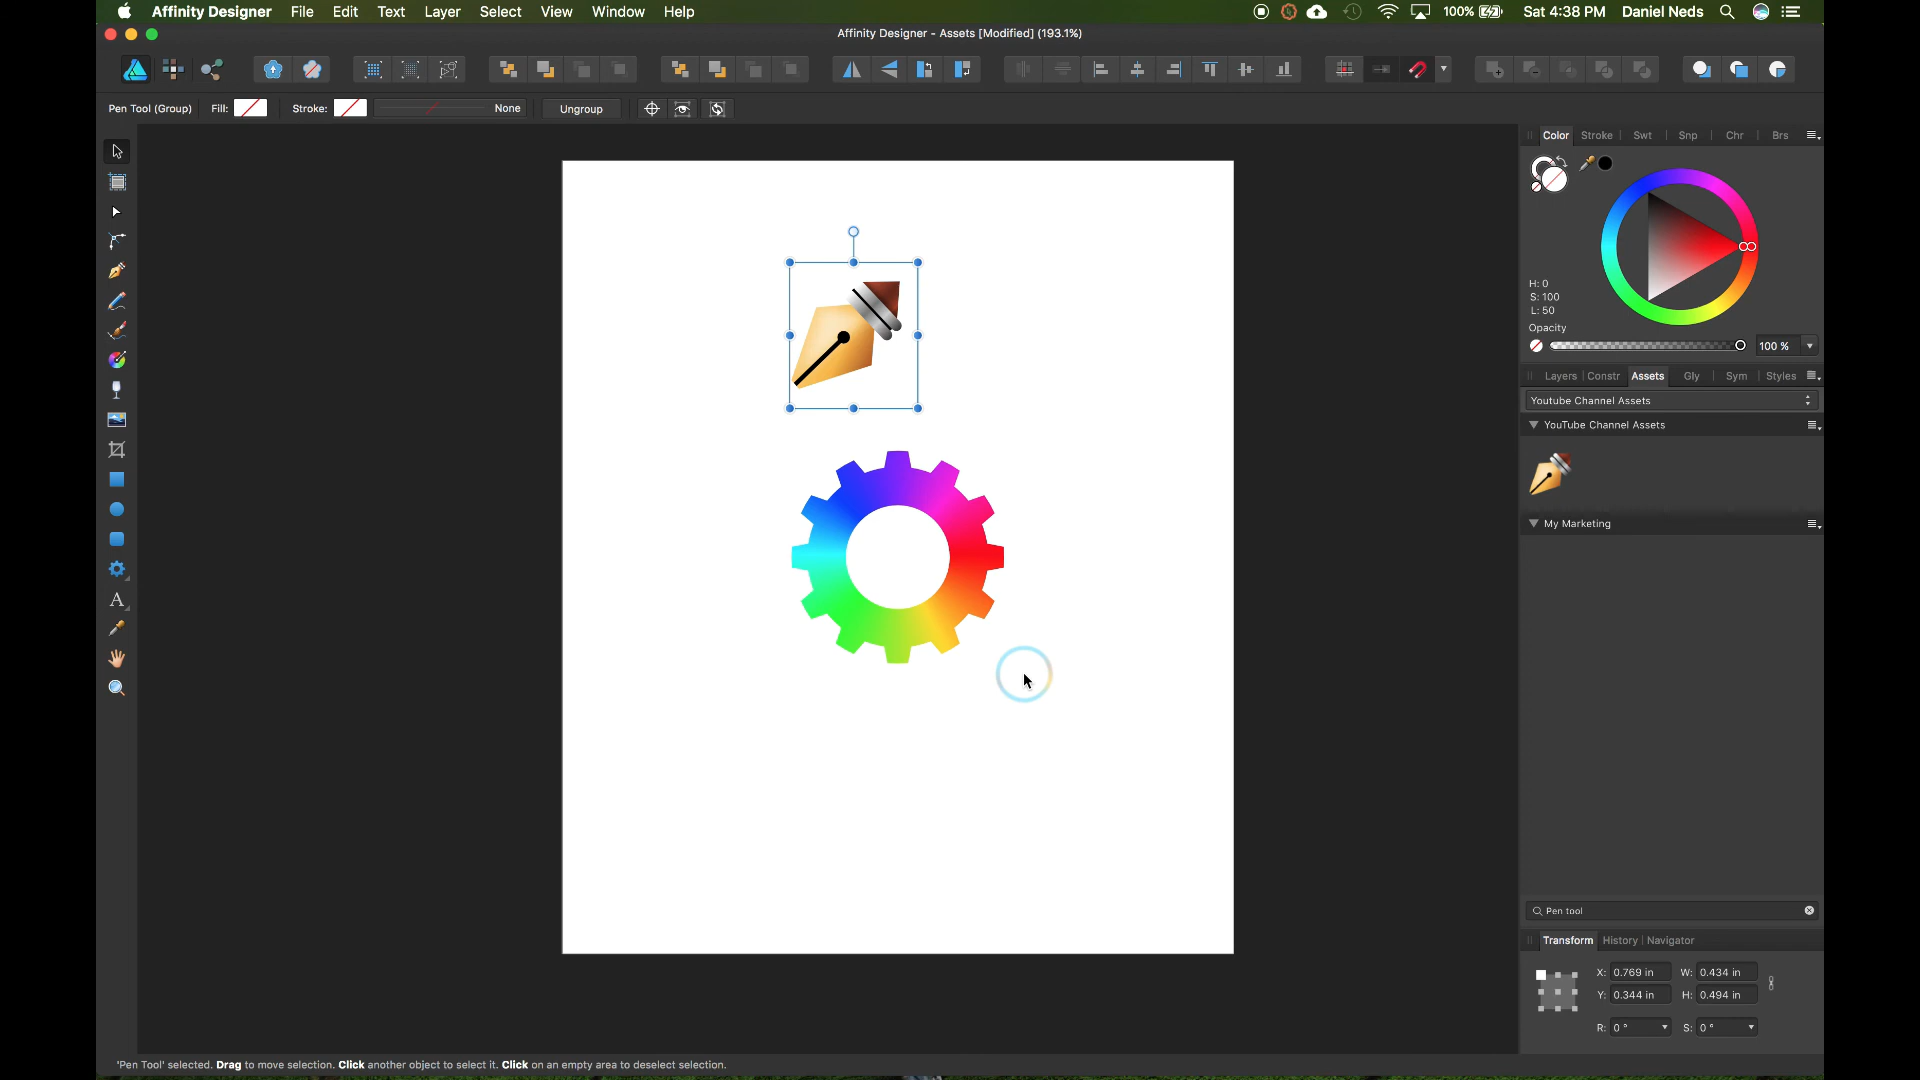 Affinity Designer File Edit Text Layer Select View Window Help 100% Sat 4:38 PM Daniel Neds
Affinity Designer - Assets [Modified] (193.1%)
Pen Tool (Group) Fill: Stroke: None Ungroup
Color Stroke Swt Snp Chr Brs
H: 0
S: 100
L: 50
Opacity
100 %
Layers Constr Assets Gly Sym Styles
Youtube Channel Assets
YouTube Channel Assets
My Marketing
Pen tool
Transform History Navigator
X: 0.769 in W: 0.434 in
Y: 0.344 in H: 0.494 in
R: 0 ° S: 0 °
'Pen Tool' selected. Drag to move selection. Click another object to select it. Click on an empty area to deselect selection.